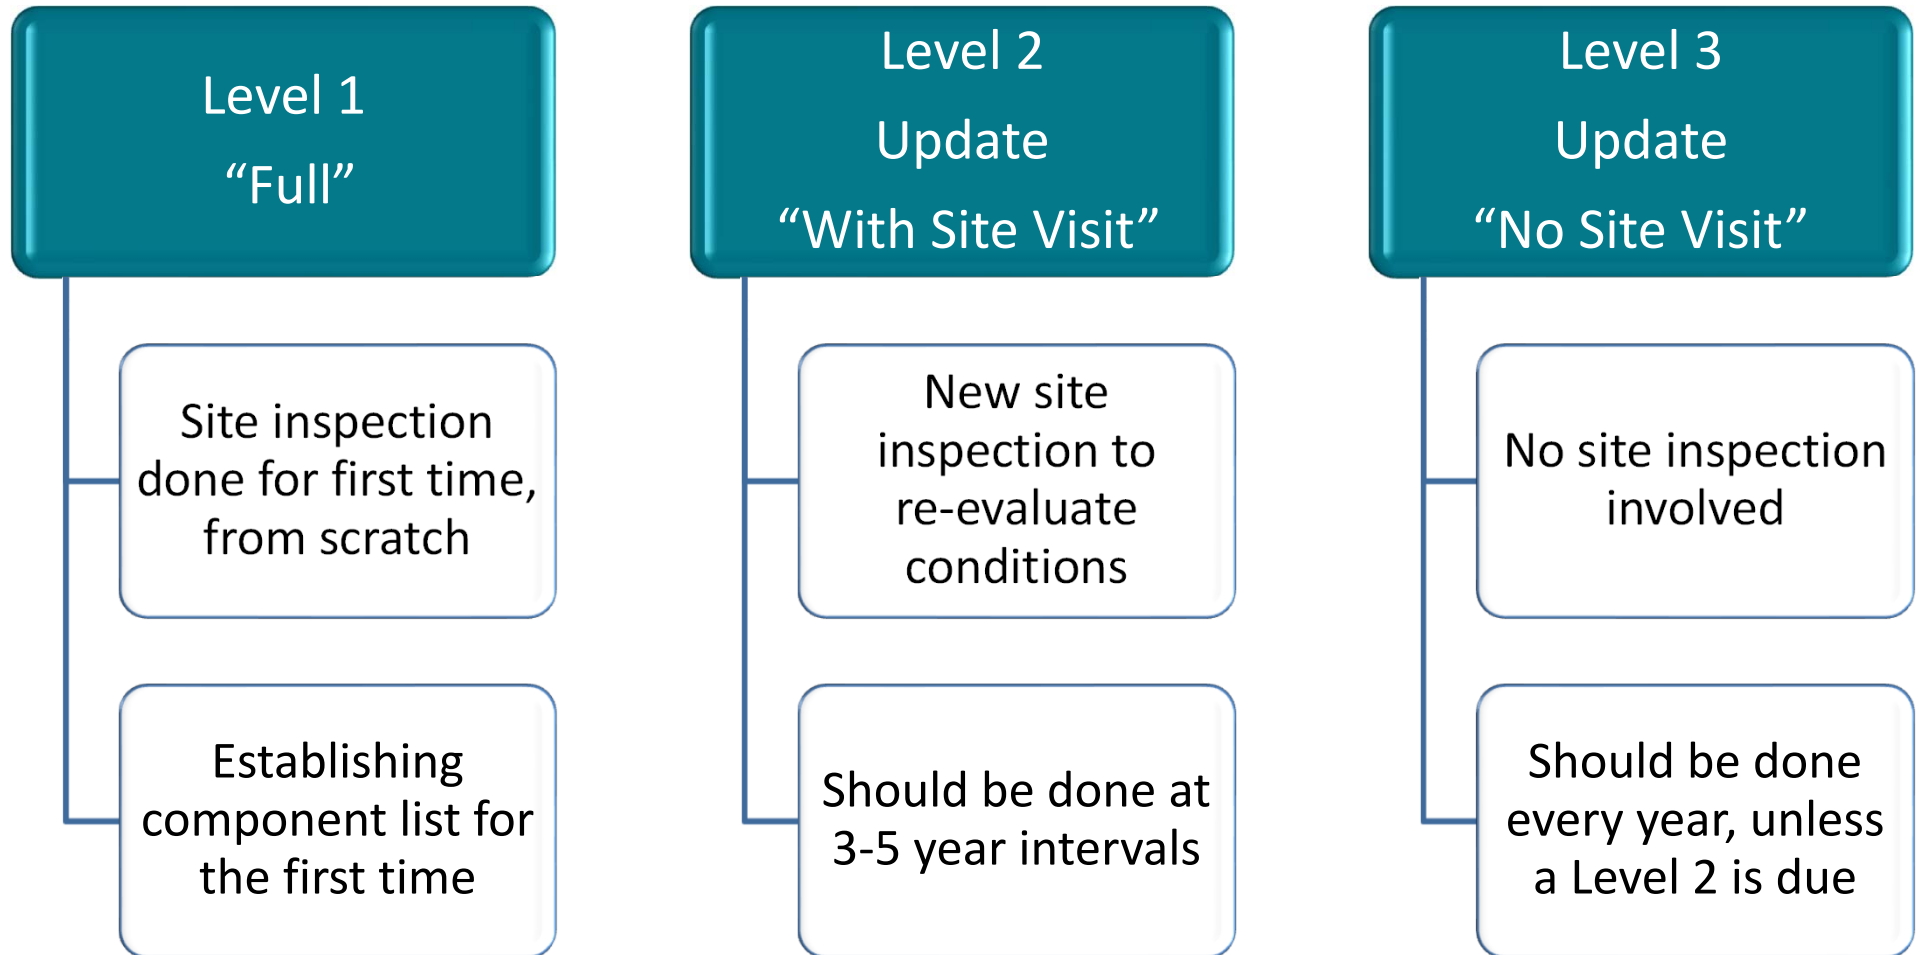 Level 1
“Full”
Site inspection
done for first time,
from scratch
Establishing
component list for
the first time
Level 2
Update
“With Site Visit”
New site
inspection to
re-evaluate
conditions
Should be done at
3-5 year intervals
Level 3
Update
“No Site Visit”
No site inspection
involved
Should be done
every year, unless
a Level 2 is due